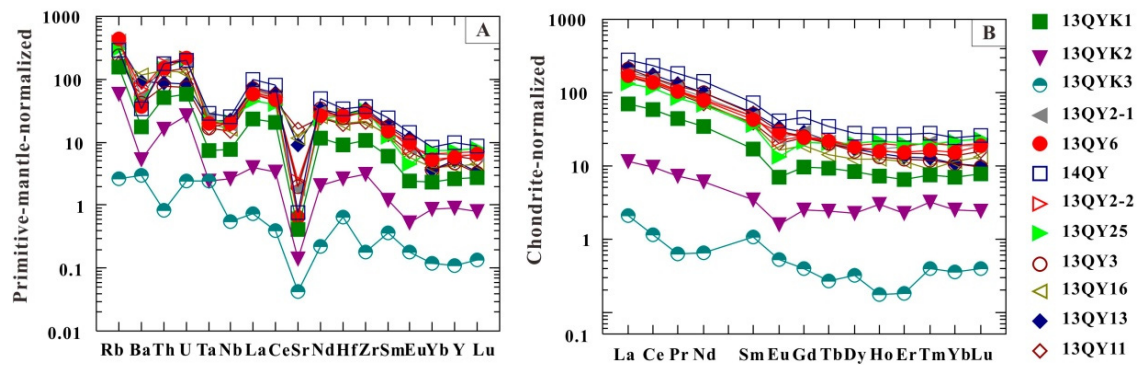 A
Primitive-mantle-normalized
1000
100
10
1
0.1
0.01
Rb Ba Th U Ta Nb La Ce Sr Nd Hf Zr Sm Eu Yb Y Lu
B
Chondrite-normalized
1000
100
10
1
0.1
La Ce Pr Nd Sm Eu Gd Tb Dy Ho Er Tm Yb Lu
13QYK1
13QYK2
13QYK3
13QY2-1
13QY6
14QY
13QY2-2
13QY25
13QY3
13QY16
13QY13
13QY11